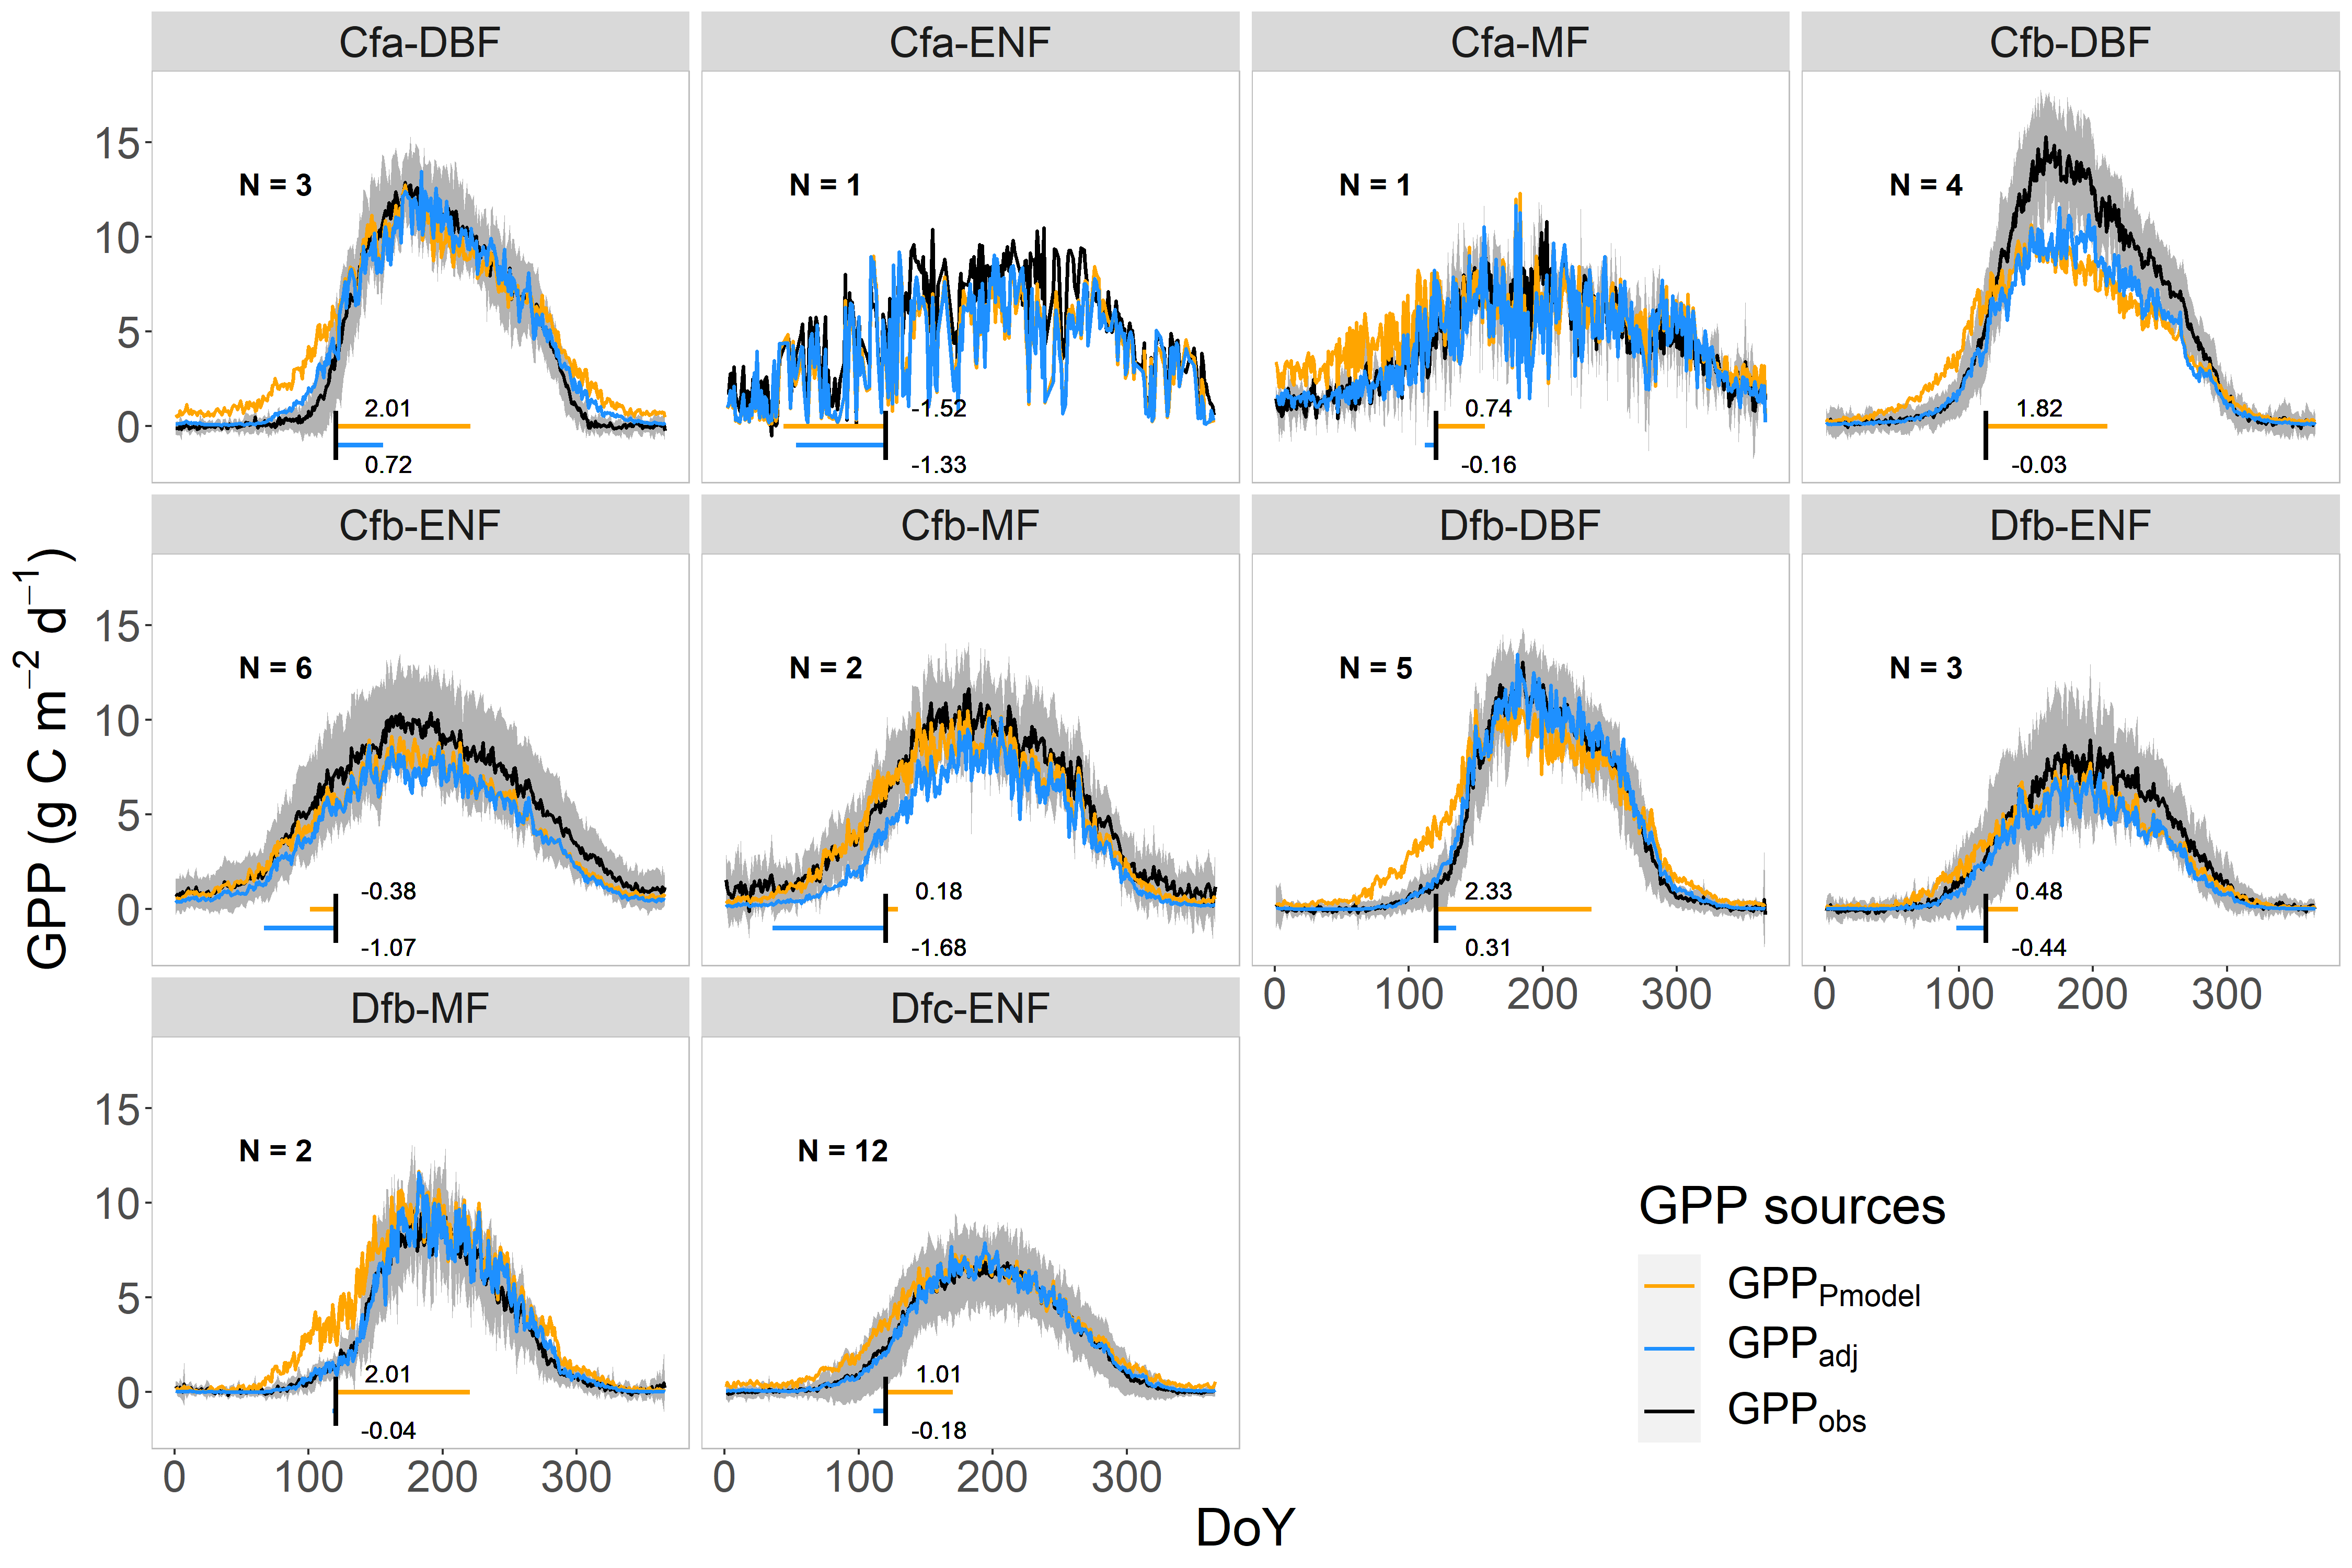 Cfa-DBF Cfa-ENF Cfa-MF Cfb-DBF
15
10
5
0
N = 3 N = 1 N = 1 N = 4
2.01 -1.52 0.74 1.82
0.72 -1.33 -0.16 -0.03
Cfb-ENF Cfb-MF Dfb-DBF Dfb-ENF
15
10
5
0
N = 6 N = 2 N = 5 N = 3
-0.38 0.18 2.33 0.48
-1.07 -1.68 0.31 -0.44
0 100 200 300 0 100 200 300
Dfb-MF Dfc-ENF
15
10
5
0
N = 2 N = 12
2.01 1.01
-0.04 -0.18
0 100 200 300 0 100 200 300
GPP (g C m⁻² d⁻¹)
DoY
GPP sources
GPPPmodel
GPPadj
GPPobs